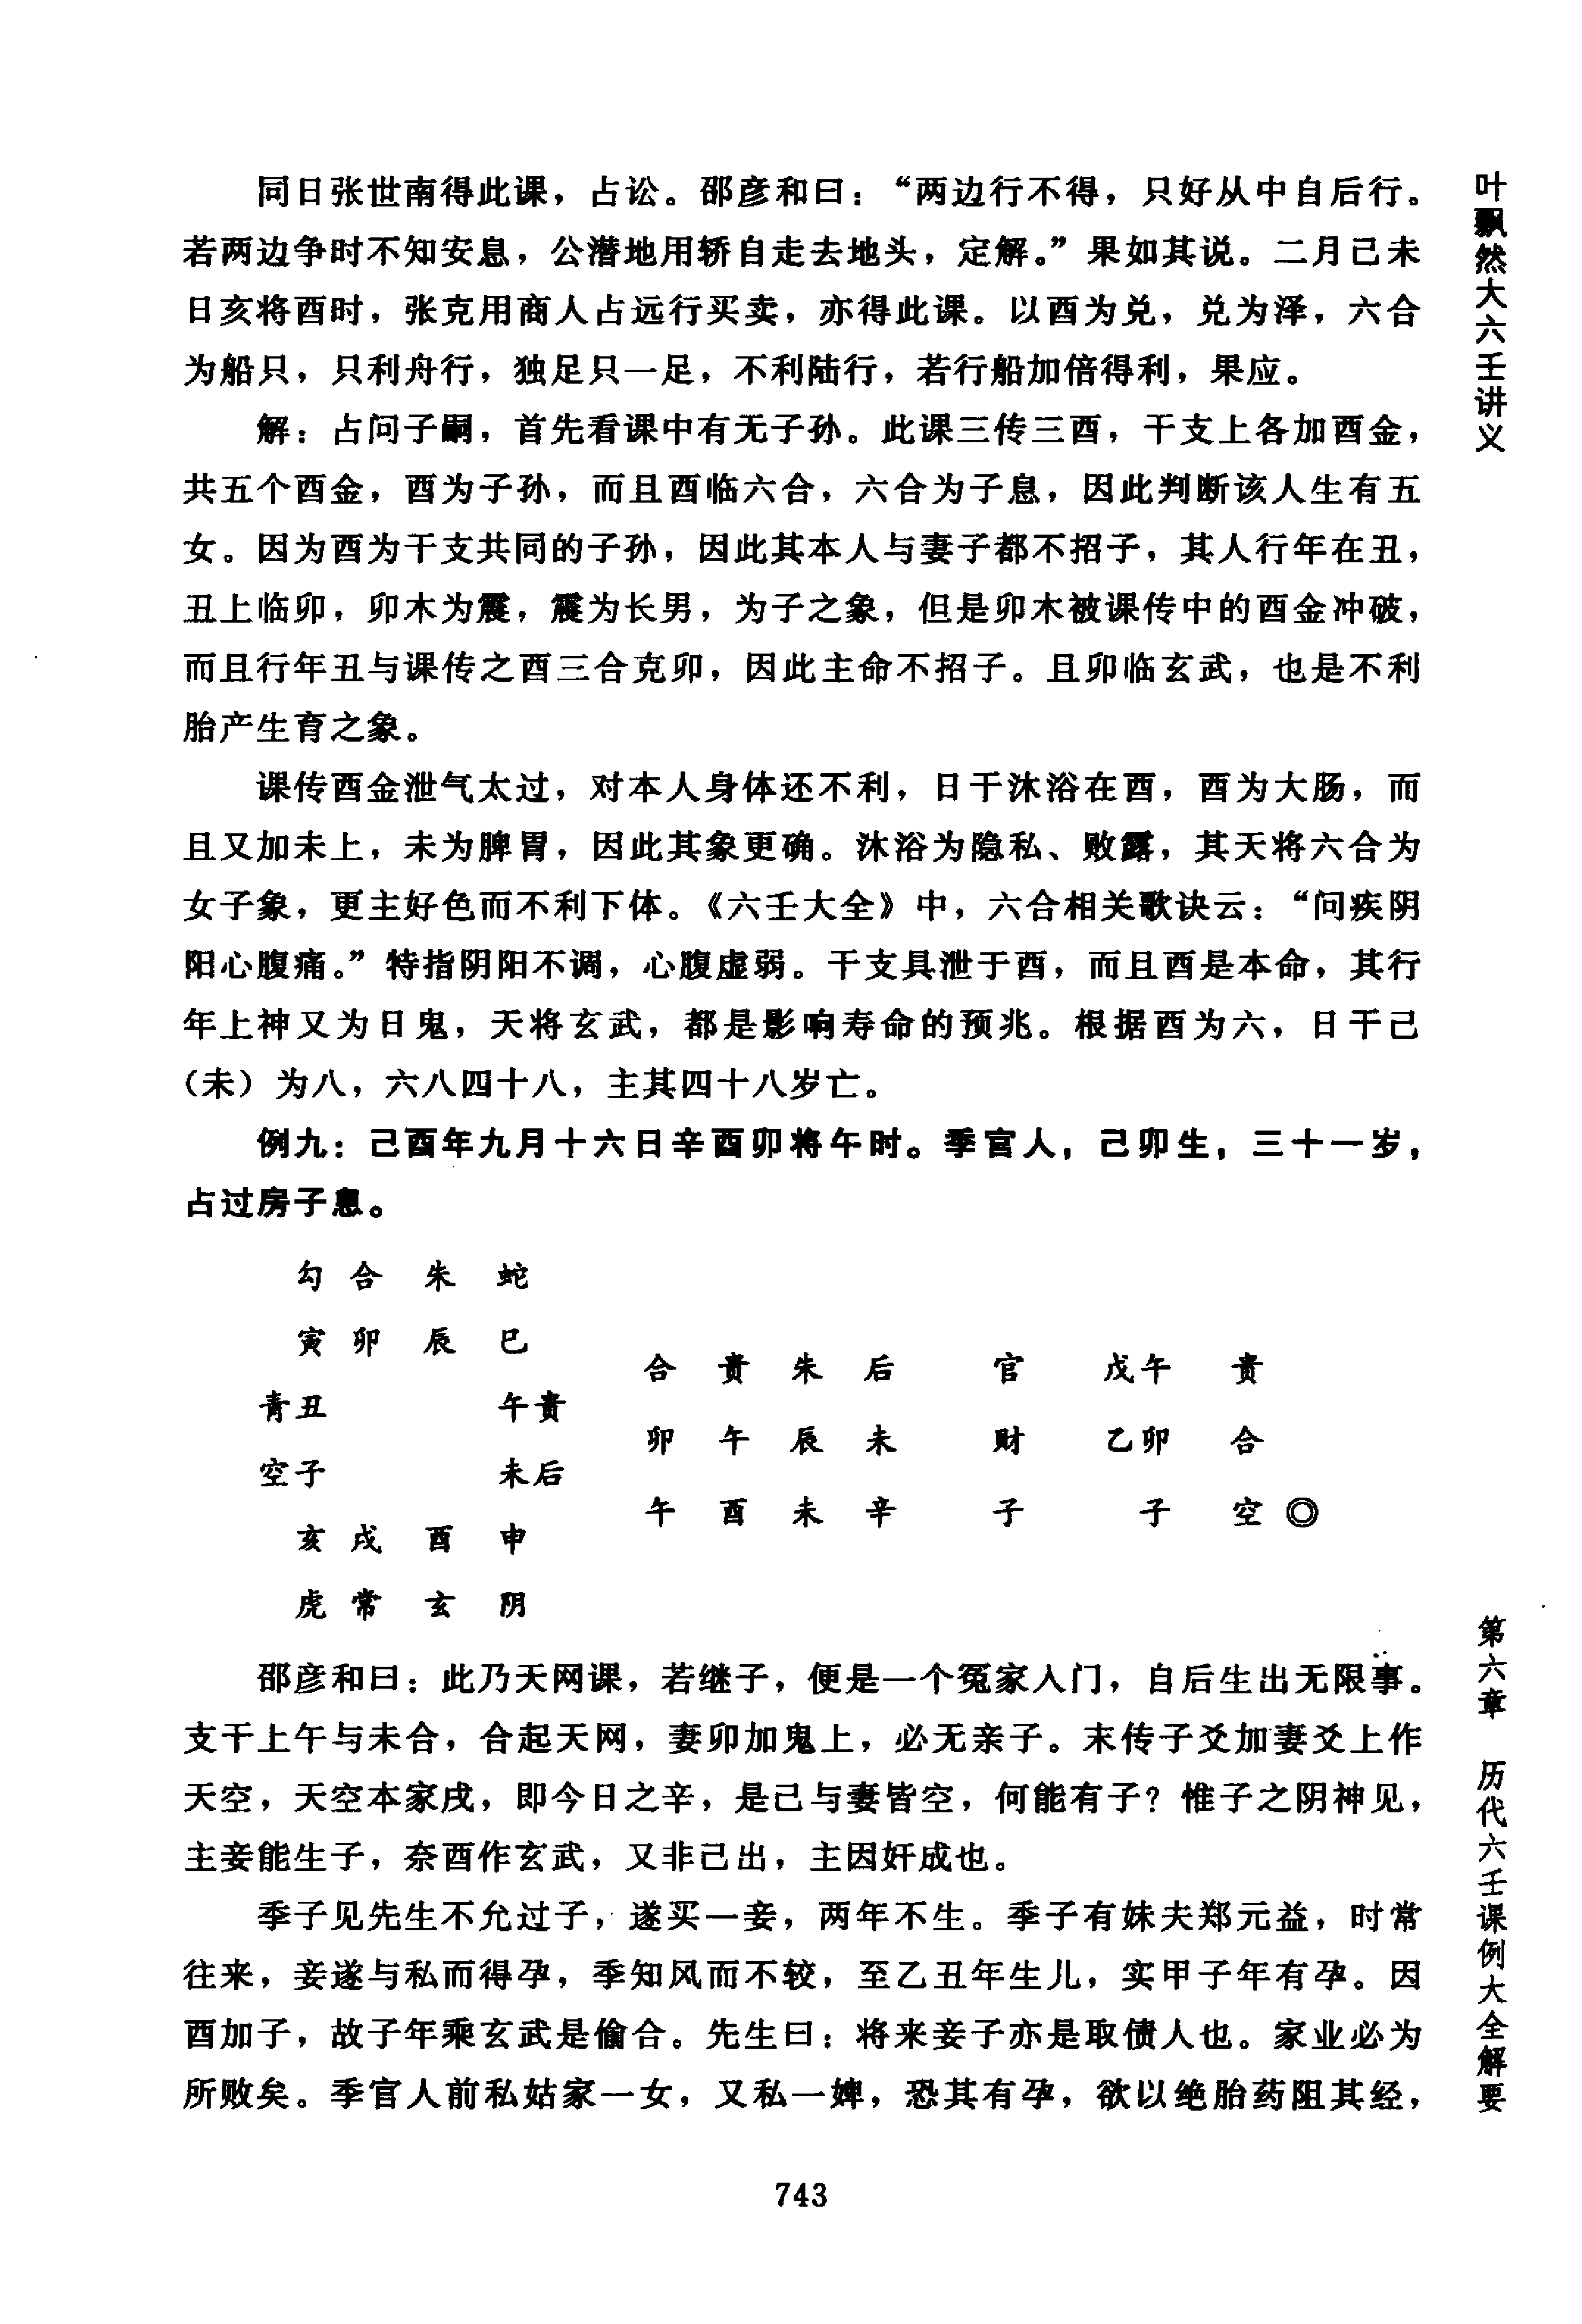 同日张世南得此课，占讼。邵彦和曰：“两边行不得，只好从中自后行。
若两边争时不知安息，公潜地用轿自走去地头，定解。”果如其说。二月己未
日亥将酉时，张克用商人占远行买卖，亦得此课。以酉为兑，兑为泽，六合
为船只，只利舟行，独足只一足，不利陆行，若行船加倍得利，果应。
解：占问子嗣，首先看课中有无子孙。此课三传三酉，干支上各加酉金，
共五个酉金，酉为子孙，而且酉临六合，六合为子息，因此判断该人生有五
女。因为酉为干支共同的子孙，因此其本人与妻子都不招子，其人行年在丑，
丑上临卯，卯木为震，震为长男，为子之象，但是卯木被课传中的酉金冲破，
而且行年丑与课传之酉三合克卯，因此主命不招子。且卯临玄武，也是不利
胎产生育之象。
课传酉金泄气太过，对本人身体还不利，日干沐浴在酉，酉为大肠，而
且又加未上，未为脾胃，因此其象更确。沐浴为隐私、败露，其天将六合为
女子象，更主好色而不利下体。《六壬大全》中，六合相关歌诀云：“问疾阴
阳心腹痛。”特指阴阳不调，心腹虚弱。干支具泄于酉，而且酉是本命，其行
年上神又为日鬼，天将玄武，都是影响寿命的预兆。根据酉为六，日干己
（未）为八，六八四十八，主其四十八岁亡。
例九：己酉年九月十六日辛酉卯将午时。季官人，己卯生，三十一岁，
占过房子息。
勾 合 朱 蛇
寅 卯 辰 巳
青丑 午贵
空子 未后
亥 戌 酉 申
虎 常 玄 阴
合 贵 朱 后 官 戊午 贵
卯 午 辰 未 财 乙卯 合
午 酉 未 辛 子 子 空 ◎
邵彦和曰：此乃天网课，若继子，便是一个冤家入门，自后生出无限事。
支干上午与未合，合起天网，妻卯加鬼上，必无亲子。末传子爻加妻爻上作
天空，天空本家戌，即今日之辛，是己与妻皆空，何能有子？惟子之阴神见，
主妾能生子，奈酉作玄武，又非己出，主因奸成也。
季子见先生不允过子，遂买一妾，两年不生。季子有妹夫郑元益，时常
往来，妾遂与私而得孕，季知风而不较，至乙丑年生儿，实甲子年有孕。因
酉加子，故子年乘玄武是偷合。先生曰：将来妾子亦是取债人也。家业必为
所败矣。季官人前私姑家一女，又私一婢，恐其有孕，欲以绝胎药阻其经，
743
叶飘然大六壬讲义
第六章 历代六壬课例大全解要